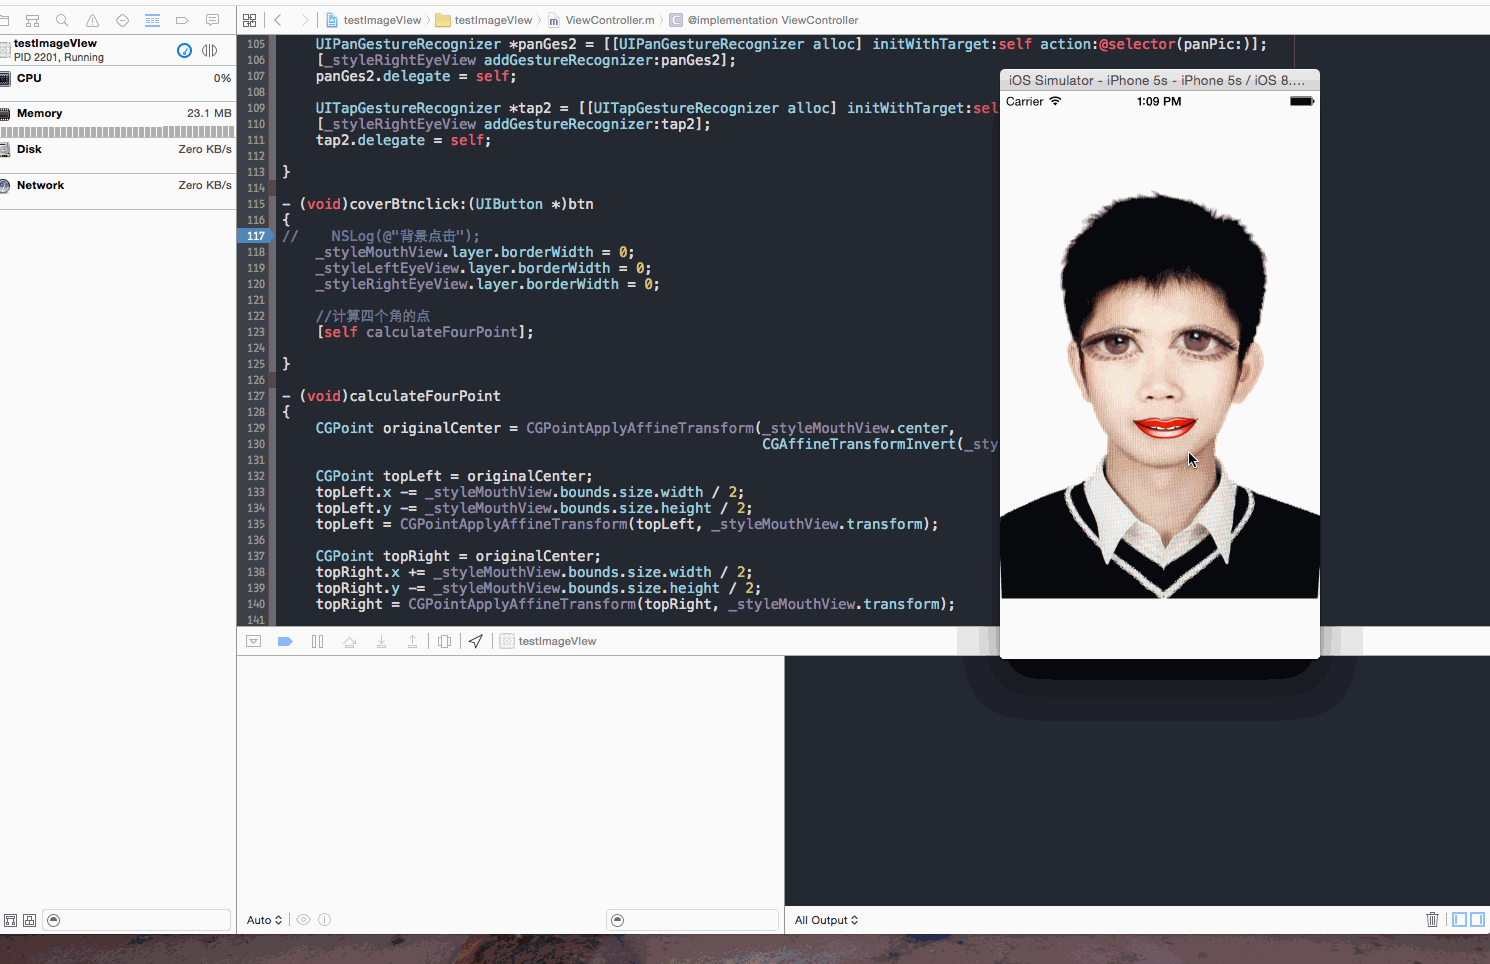 testImageVIew 〉 testImageVIew 〉 ViewController.m 〉 @implementation ViewController
testImageVIew
PID 2201, Running
CPU 0%
Memory 23.1 MB
Disk Zero KB/s
Network Zero KB/s
105 UIPanGestureRecognizer *panGes2 = [[UIPanGestureRecognizer alloc] initWithTarget:self action:@selector(panPic:)];
106 [_styleRightEyeView addGestureRecognizer:panGes2];
107 panGes2.delegate = self;
108
109 UITapGestureRecognizer *tap2 = [[UITapGestureRecognizer alloc] initWithTarget:sel
110 [_styleRightEyeView addGestureRecognizer:tap2];
111 tap2.delegate = self;
112
113 }
114
115 - (void)coverBtnclick:(UIButton *)btn
116 {
117 // NSLog(@"背景点击");
118 _styleMouthView.layer.borderWidth = 0;
119 _styleLeftEyeView.layer.borderWidth = 0;
120 _styleRightEyeView.layer.borderWidth = 0;
121
122 //计算四个角的点
123 [self calculateFourPoint];
124
125 }
126
127 - (void)calculateFourPoint
128 {
129 CGPoint originalCenter = CGPointApplyAffineTransform(_styleMouthView.center,
130 CGAffineTransformInvert(_sty
131
132 CGPoint topLeft = originalCenter;
133 topLeft.x -= _styleMouthView.bounds.size.width / 2;
134 topLeft.y -= _styleMouthView.bounds.size.height / 2;
135 topLeft = CGPointApplyAffineTransform(topLeft, _styleMouthView.transform);
136
137 CGPoint topRight = originalCenter;
138 topRight.x += _styleMouthView.bounds.size.width / 2;
139 topRight.y -= _styleMouthView.bounds.size.height / 2;
140 topRight = CGPointApplyAffineTransform(topRight, _styleMouthView.transform);
141
iOS Simulator - iPhone 5s - iPhone 5s / iOS 8....
Carrier 1:09 PM
testImageVIew
Auto
All Output